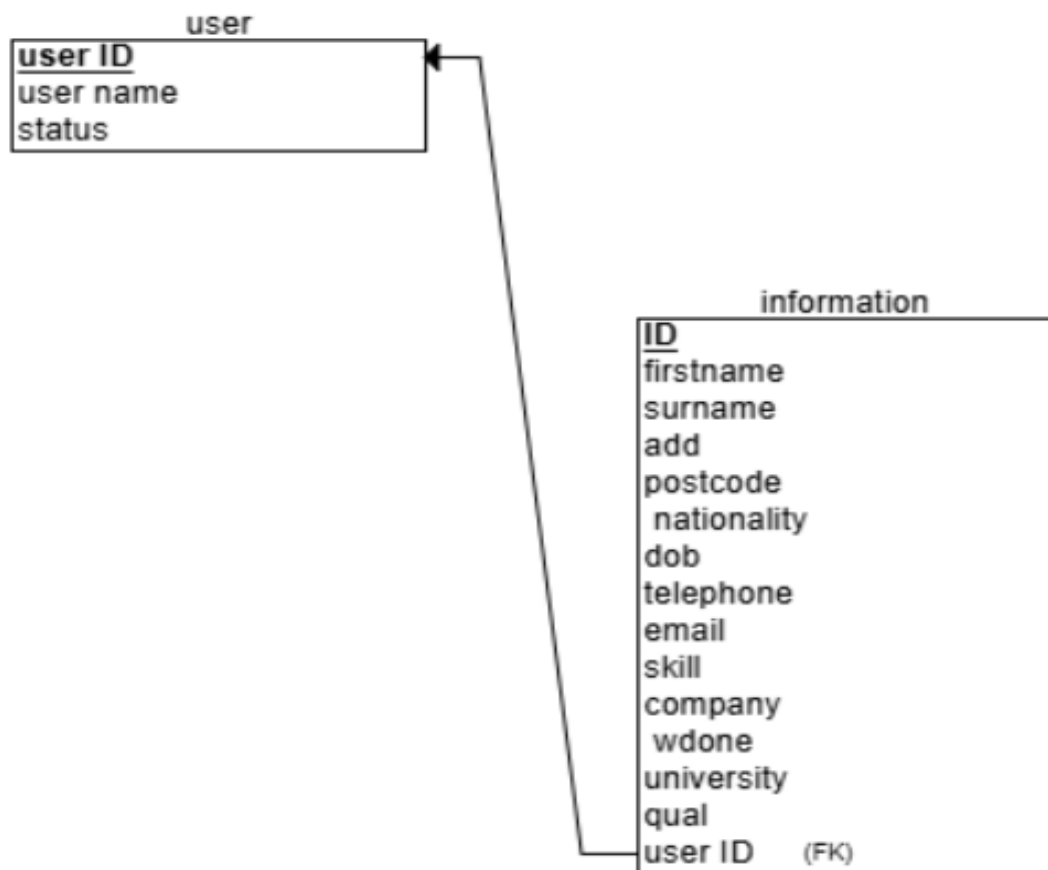 user
user ID
user name
status
information
ID
firstname
surname
add
postcode
nationality
dob
telephone
email
skill
company
wdone
university
qual
user ID (FK)